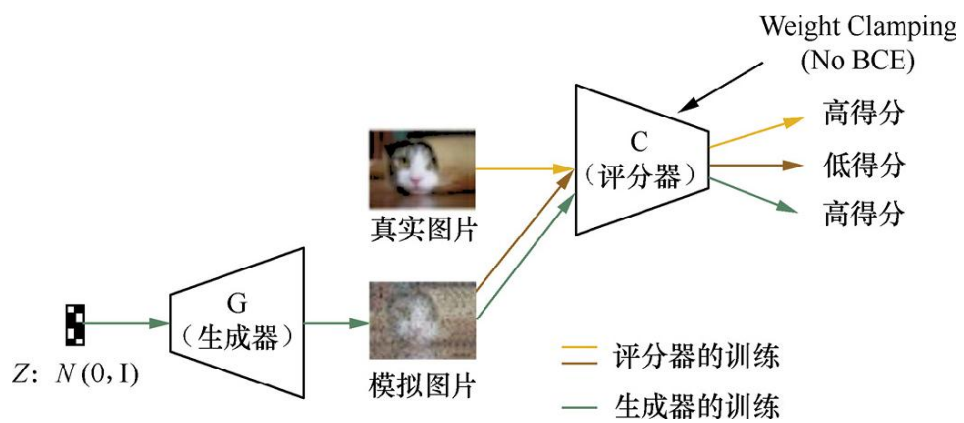 Weight Clamping
(No BCE)
高得分
C
（评分器）
低得分
高得分
真实图片
G
（生成器）
Z: N(0, I)
模拟图片
评分器的训练
生成器的训练